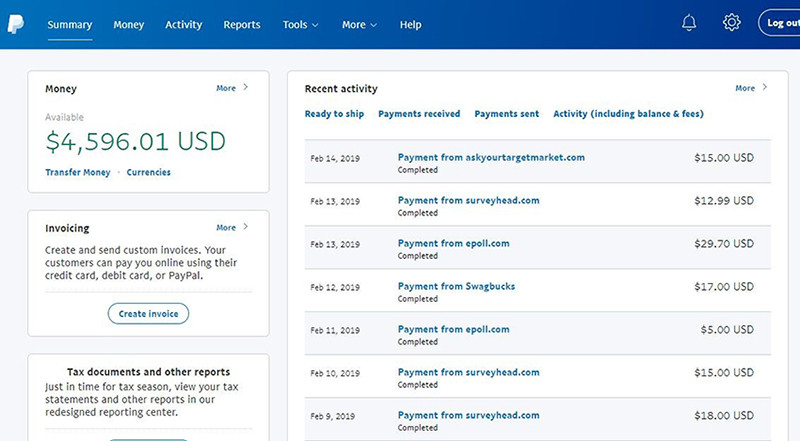 Summary Money Activity Reports Tools More Help
Log out
Money More
Available
$4,596.01 USD
Transfer Money · Currencies
Invoicing More
Create and send custom invoices. Your
customers can pay you online using their
credit card, debit card, or PayPal.
Create invoice
Tax documents and other reports
Just in time for tax season, view your tax
statements and other reports in our
redesigned reporting center.
Recent activity More
Ready to ship Payments received Payments sent Activity (including balance & fees)
Feb 14, 2019 Payment from askyourtargetmarket.com $15.00 USD
Completed
Feb 13, 2019 Payment from surveyhead.com $12.99 USD
Completed
Feb 13, 2019 Payment from epoll.com $29.70 USD
Completed
Feb 12, 2019 Payment from Swagbucks $17.00 USD
Completed
Feb 11, 2019 Payment from epoll.com $5.00 USD
Completed
Feb 10, 2019 Payment from surveyhead.com $15.00 USD
Completed
Feb 9, 2019 Payment from surveyhead.com $18.00 USD
Completed